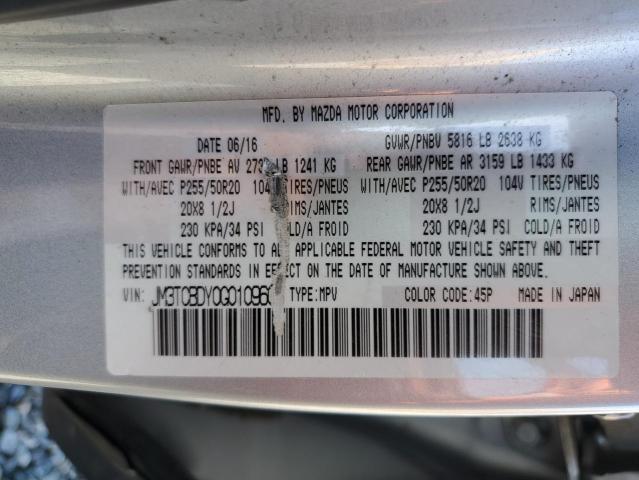 MFD. BY MAZDA MOTOR CORPORATION
DATE 06/16 GVWR/PNBV 5816 LB 2638 KG
FRONT GAWR/PNBE AV LB 1241 KG REAR GAWR/PNBE AR 3159 LB 1433 KG
WITH/AVEC P255/50R20 104V TIRES/PNEUS WITH/AVEC P255/50R20 104V TIRES/PNEUS
20X8 1/2J RIMS/JANTES 20X8 1/2J RIMS/JANTES
230 KPA/34 PSI COLD/A FROID 230 KPA/34 PSI COLD/A FROID
THIS VEHICLE CONFORMS TO ALL APPLICABLE FEDERAL MOTOR VEHICLE SAFETY AND THEFT
PREVENTION STANDARDS IN EFFECT ON THE DATE OF MANUFACTURE SHOWN ABOVE.
VIN: TYPE:MPV COLOR CODE:45P MADE IN JAPAN